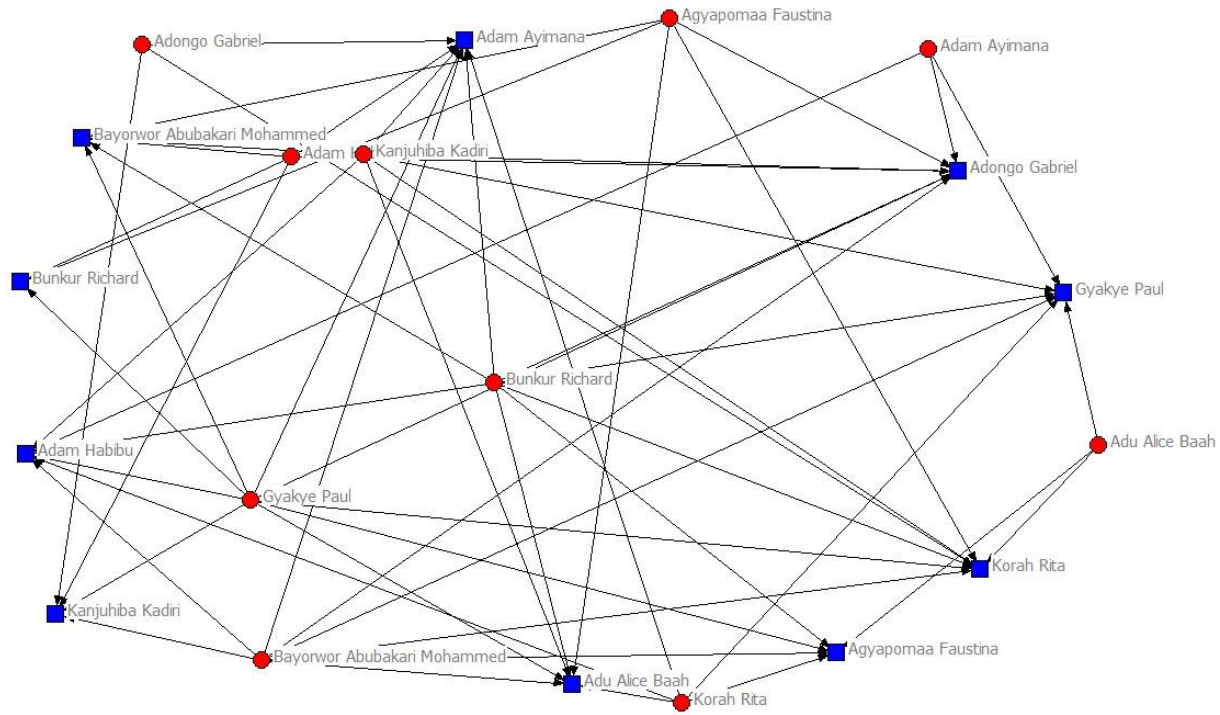 Agyapomaa Faustina
Adongo Gabriel
Adam Ayimana
Adam Ayimana
Bayorwor Abubakari Mohammed
Adam
Kanjuhiba Kadiri
Adongo Gabriel
Bunkur Richard
Gyakye Paul
Bunkur Richard
Adu Alice Baah
Adam Habibu
Gyakye Paul
Korah Rita
Kanjuhiba Kadiri
Bayorwor Abubakari Mohammed
Agyapomaa Faustina
Adu Alice Baah
Korah Rita